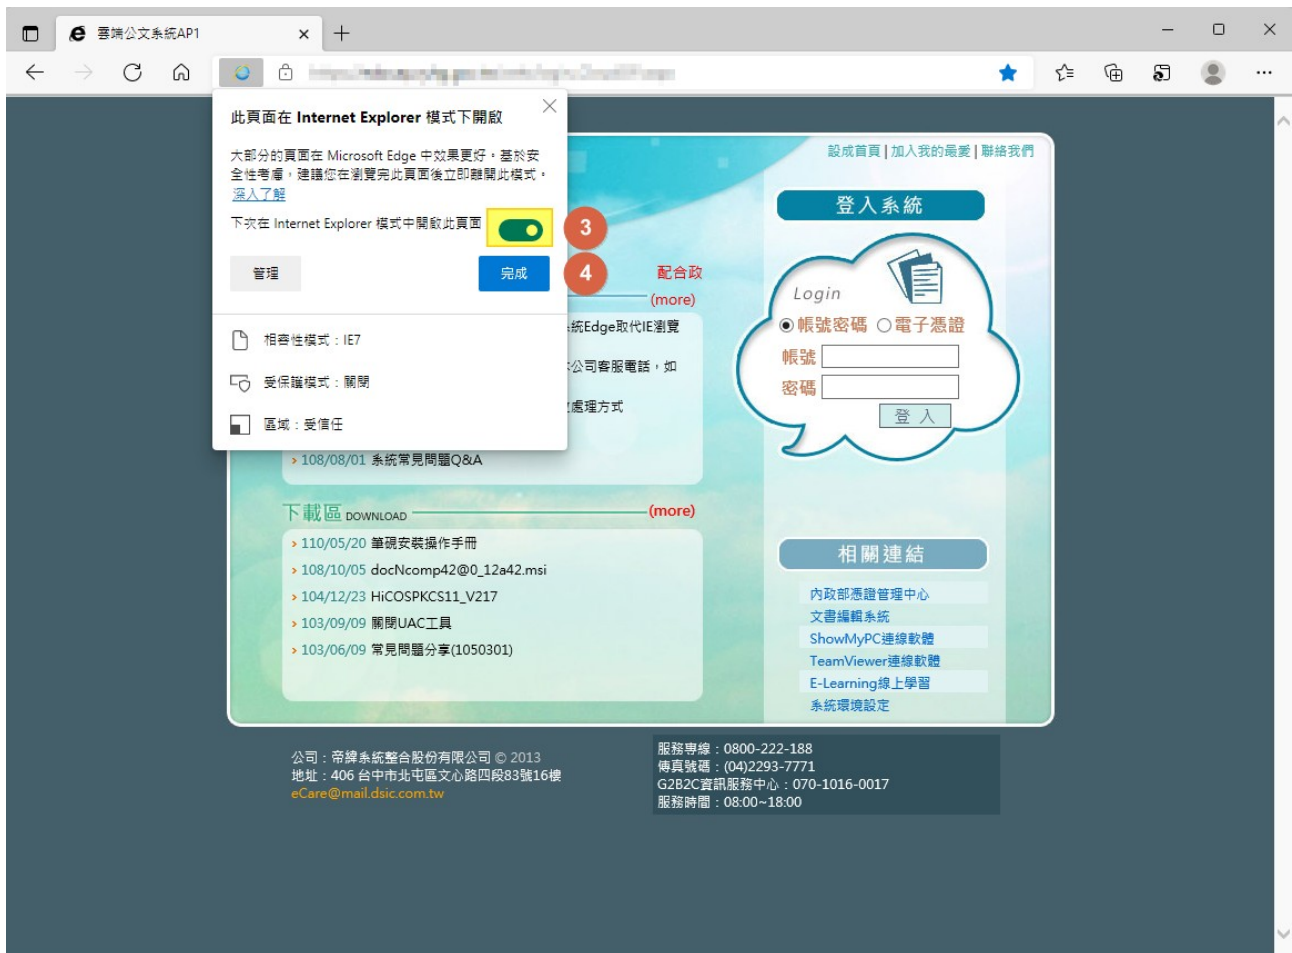 雲端公文系統AP1
此頁面在 Internet Explorer 模式下開啟
大部分的頁面在 Microsoft Edge 中效果更好。基於安
全性考慮，建議您在瀏覽完此頁面後立即離開此模式。
深入了解
下次在 Internet Explorer 模式中開啟此頁面
3
管理
完成
4
相容性模式：IE7
受保護模式：關閉
區域：受信任
設成首頁 | 加入我的最愛 | 聯絡我們
配合政
(more)
統Edge取代IE瀏覽
公司客服電話，如
處理方式
108/08/01 系統常見問題Q&A
下載區 DOWNLOAD
(more)
110/05/20 筆硯安裝操作手冊
108/10/05 docNcomp42@0_12a42.msi
104/12/23 HiCOSPKCS11_V217
103/09/09 關閉UAC工具
103/06/09 常見問題分享(1050301)
登入系統
Login
帳號密碼 電子憑證
帳號
密碼
登 入
相關連結
內政部憑證管理中心
文書編輯系統
ShowMyPC連線軟體
TeamViewer連線軟體
E-Learning線上學習
系統環境設定
公司：帝緯系統整合股份有限公司 © 2013
地址：406 台中市北屯區文心路四段83號16樓
eCare@mail.dsic.com.tw
服務專線：0800-222-188
傳真號碼：(04)2293-7771
G2B2C資訊服務中心：070-1016-0017
服務時間：08:00~18:00